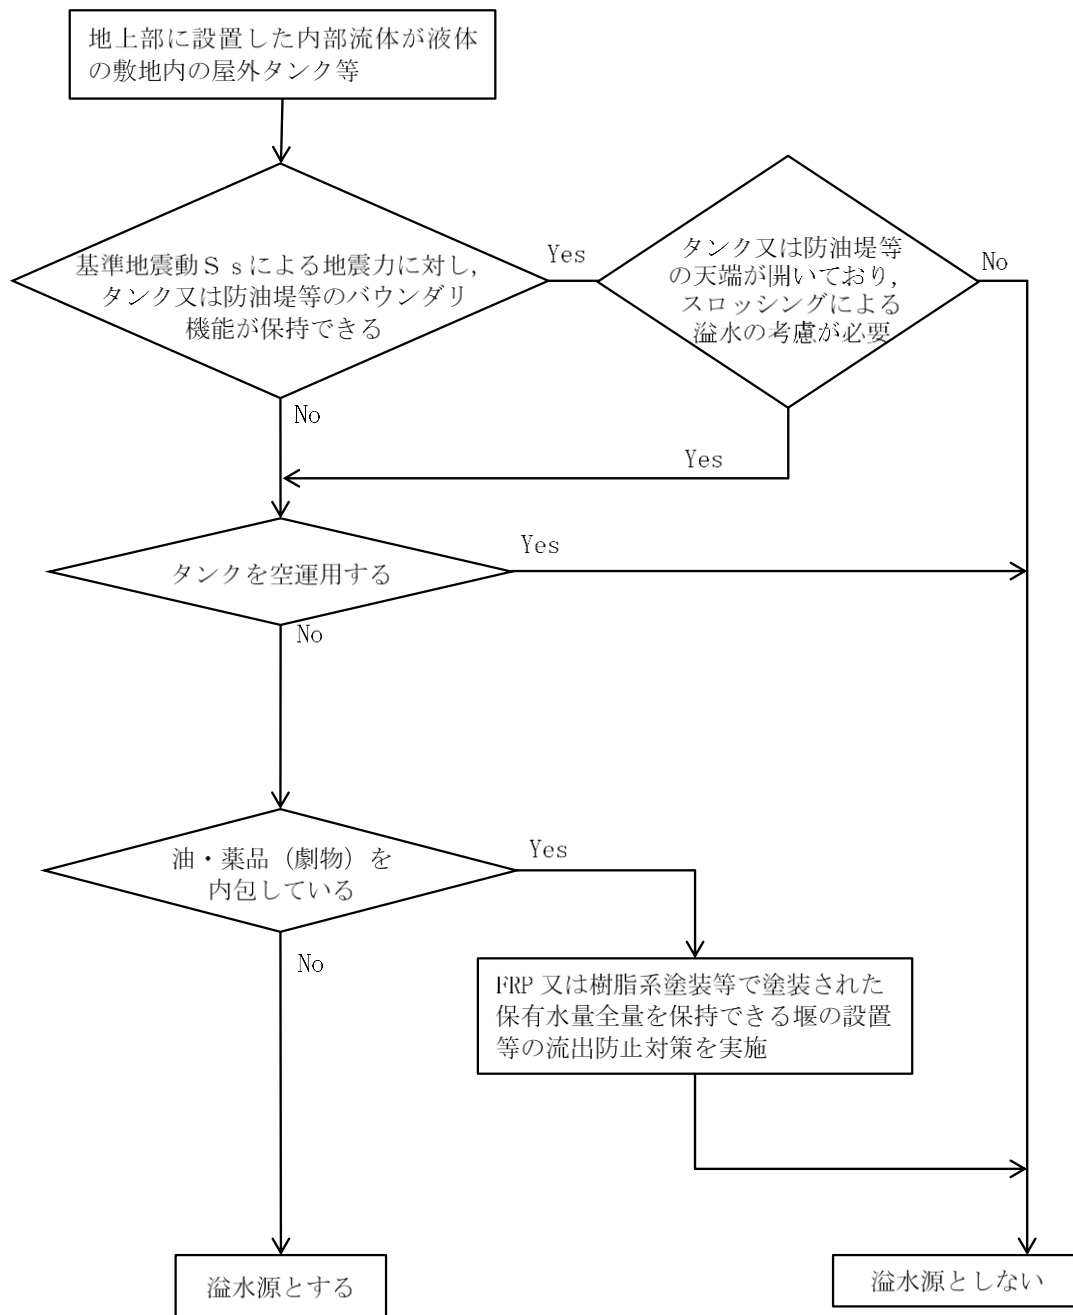 地上部に設置した内部流体が液体
の敷地内の屋外タンク等
基準地震動Ｓｓによる地震力に対し，
タンク又は防油堤等のバウンダリ
機能が保持できる
Yes
タンク又は防油堤等
の天端が開いており，
スロッシングによる
溢水の考慮が必要
No
No
Yes
タンクを空運用する
Yes
No
油・薬品（劇物）を
内包している
Yes
No
FRP 又は樹脂系塗装等で塗装された
保有水量全量を保持できる堰の設置
等の流出防止対策を実施
溢水源とする
溢水源としない